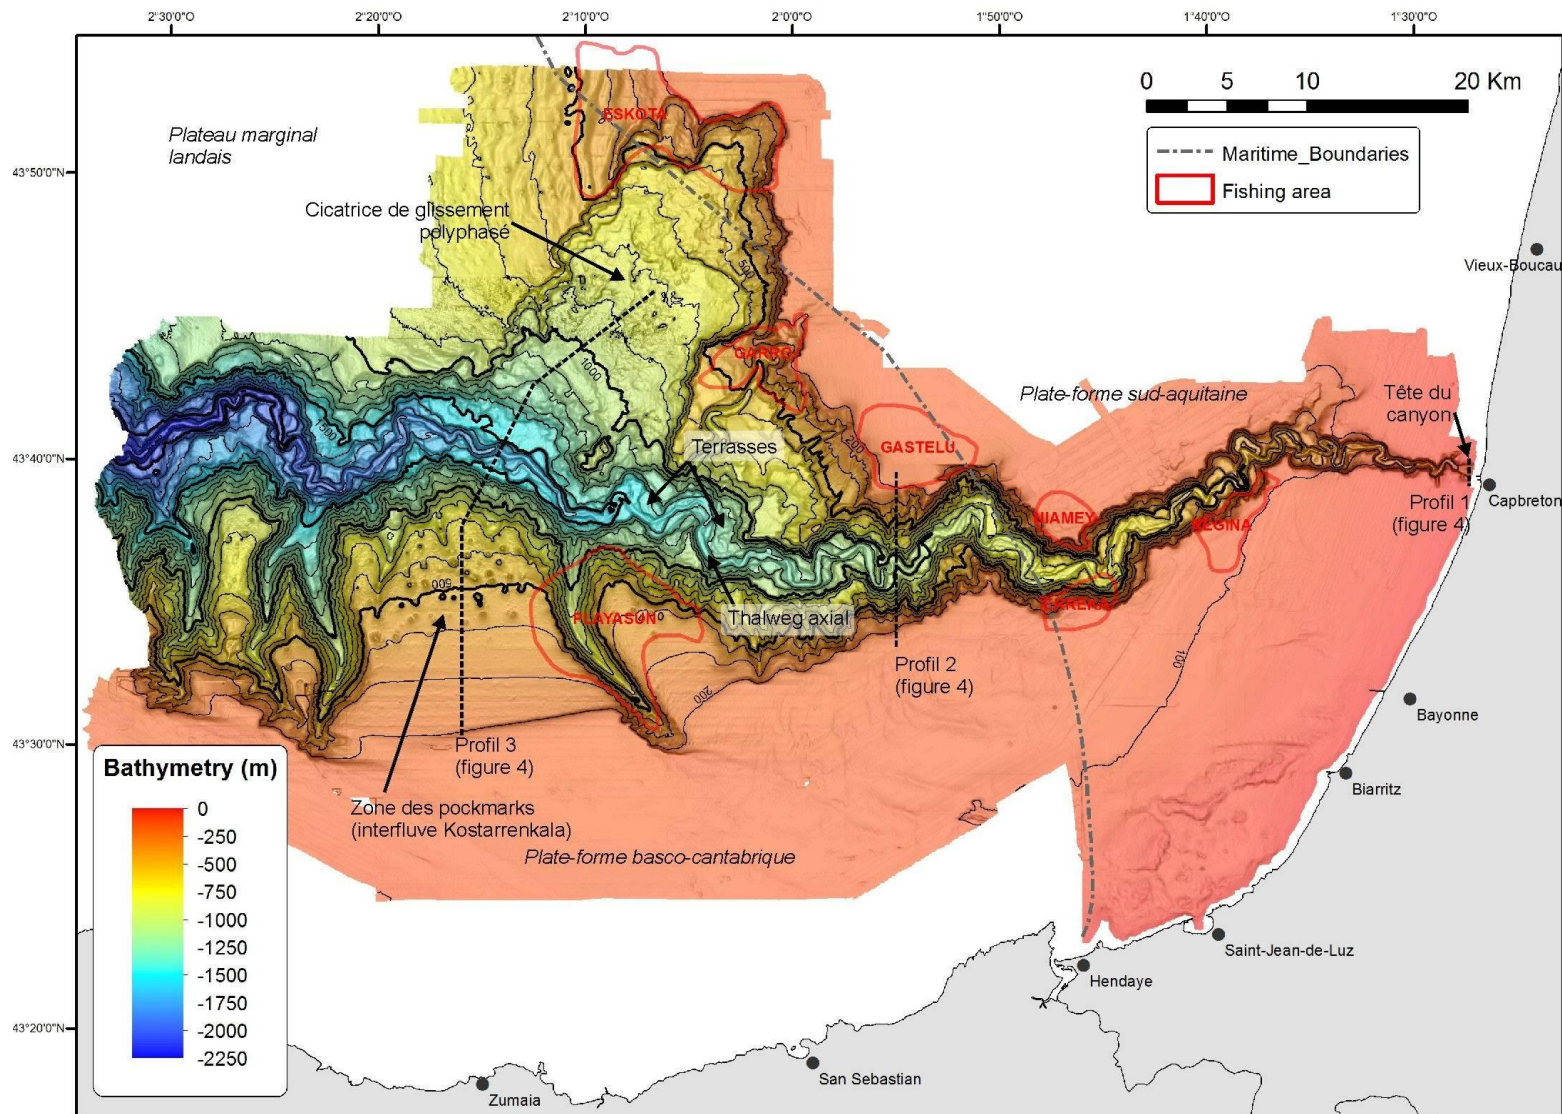 2°30'0"O 2°20'0"O 2°10'0"O 2°0'0"O 1°50'0"O 1°40'0"O 1°30'0"O
0 5 10 20 Km
Maritime_Boundaries
Fishing area
Plateau marginal
landais
ESKOTA
43°50'0"N
Cicatrice de glissement
polyphasé
500
Vieux-Boucau
GARRO
1000
Plate-forme sud-aquitaine
Tête du
canyon
1500
200
GASTELU
43°40'0"N
Terrasses
Profil 1
(figure 4)
Capbreton
NIAMEY
500
PLAYASUN
Thalweg axial
100
Profil 2
(figure 4)
200
Bayonne
43°30'0"N
Profil 3
(figure 4)
Bathymetry (m)
0
-250
-500
-750
-1000
-1250
-1500
-1750
-2000
-2250
Biarritz
Zone des pockmarks
(interfluve Kostarrenkala)
Plate-forme basco-cantabrique
Saint-Jean-de-Luz
Hendaye
43°20'0"N
San Sebastian
Zumaia